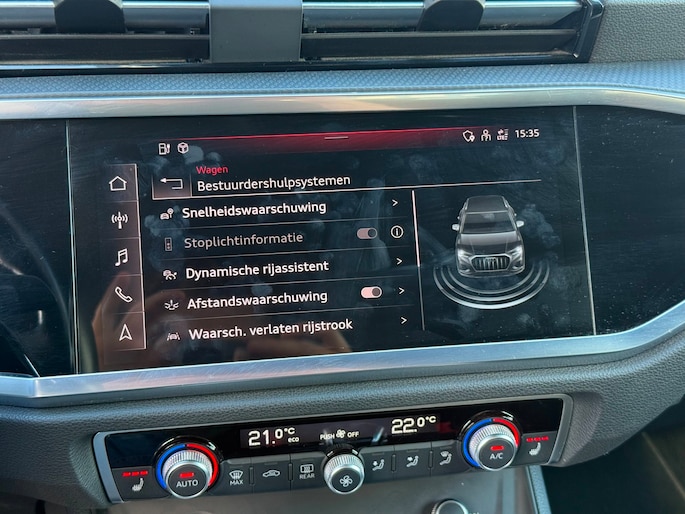 15:35
Wagen
Bestuurdershulpsystemen
Snelheidswaarschuwing
Stoplichtinformatie
Dynamische rijassistent
Afstandswaarschuwing
Waarsch. verlaten rijstrook
21.0°C
eco
PUSH OFF
22.0°C
AUTO
MAX
REAR
A/C